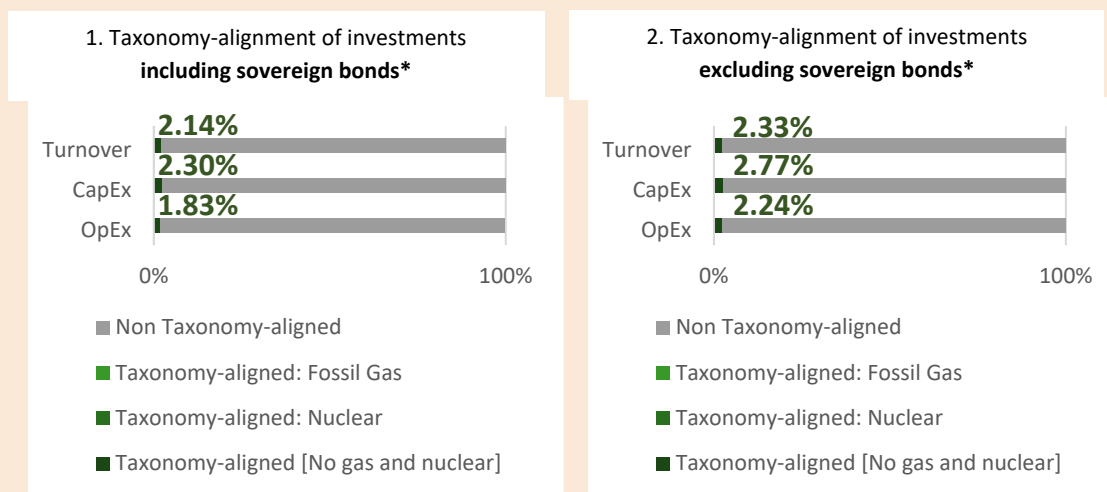 1. Taxonomy-alignment of investments
including sovereign bonds*
2.14%
Turnover
2.30%
CapEx
1.83%
OpEx
0%
100%
Non Taxonomy-aligned
Taxonomy-aligned: Fossil Gas
Taxonomy-aligned: Nuclear
Taxonomy-aligned [No gas and nuclear]
2. Taxonomy-alignment of investments
excluding sovereign bonds*
2.33%
Turnover
2.77%
CapEx
2.24%
OpEx
0%
100%
Non Taxonomy-aligned
Taxonomy-aligned: Fossil Gas
Taxonomy-aligned: Nuclear
Taxonomy-aligned [No gas and nuclear]